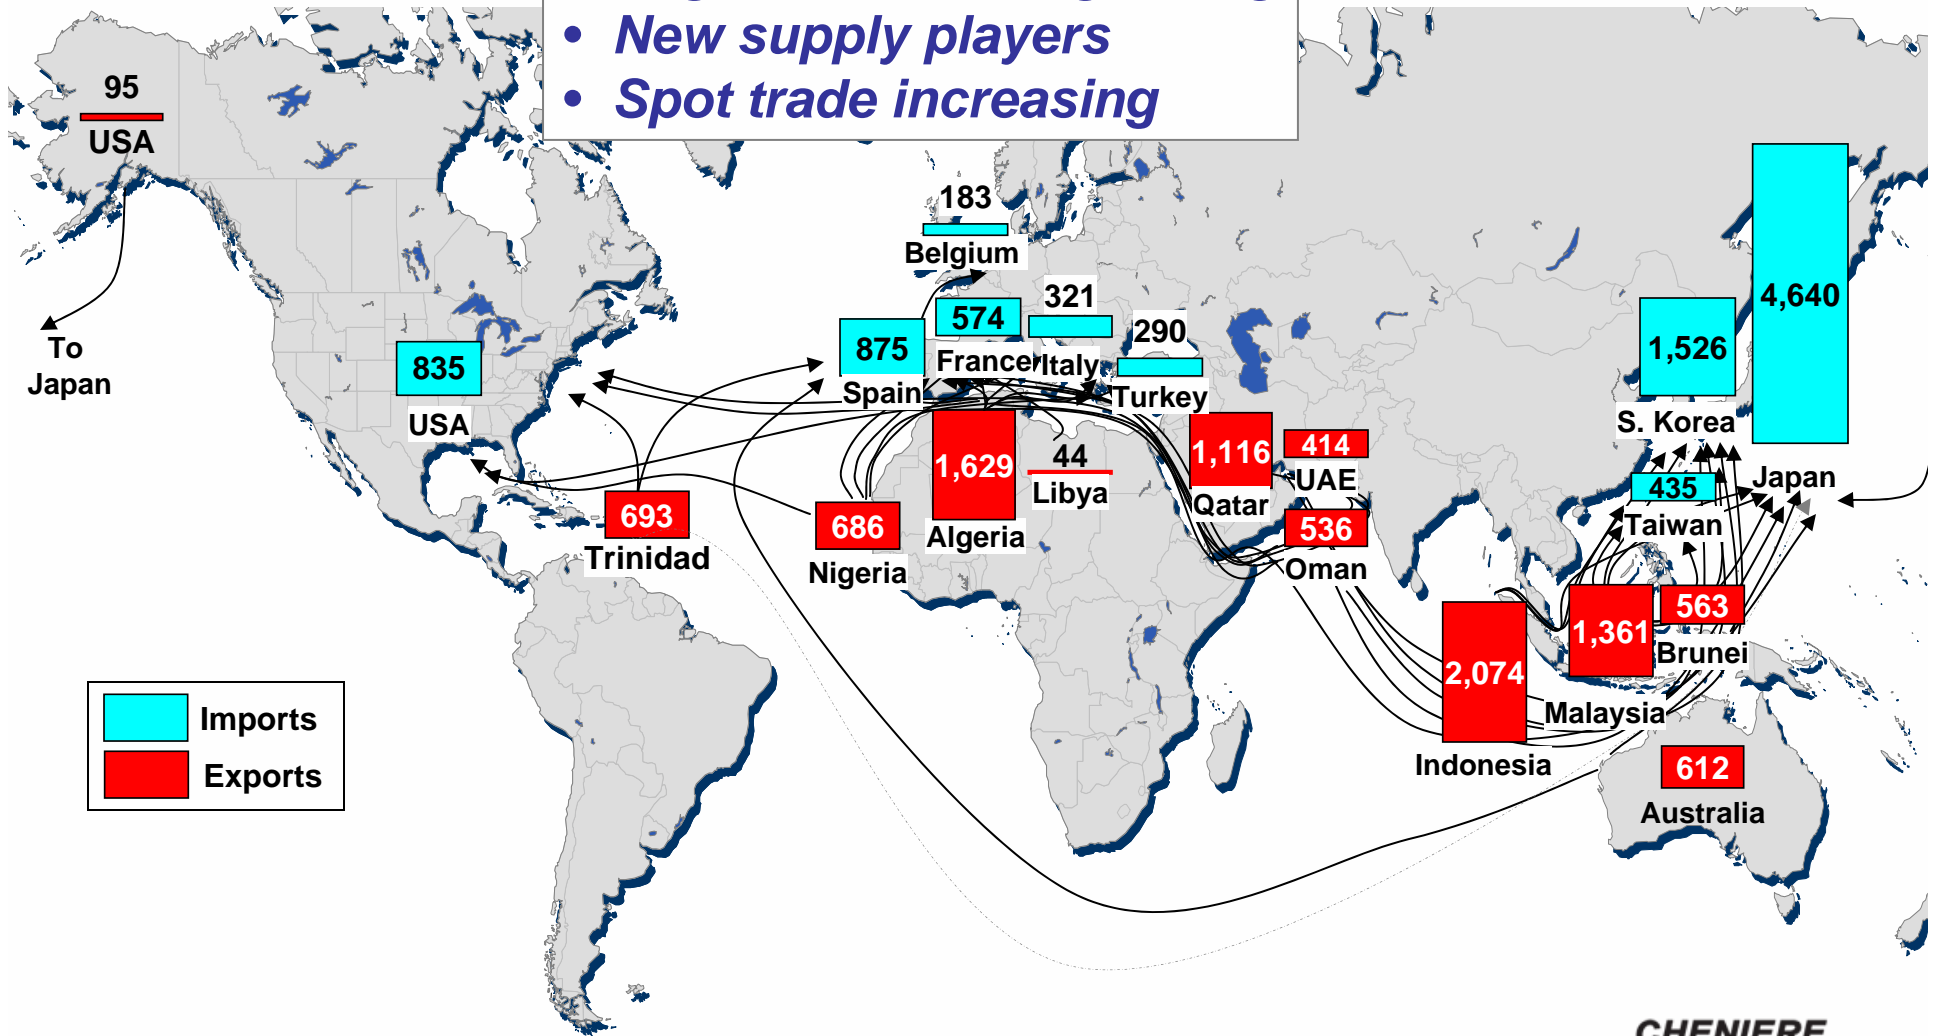 • New supply players
• Spot trade increasing
95
USA
To
Japan
835
USA
183
Belgium
574
France
321
Italy
290
Turkey
875
Spain
4,640
Japan
1,526
S. Korea
435
Taiwan
693
Trinidad
686
Nigeria
1,629
Algeria
44
Libya
1,116
Qatar
414
UAE
536
Oman
2,074
Indonesia
1,361
Malaysia
563
Brunei
612
Australia
Imports
Exports
CHENIERE